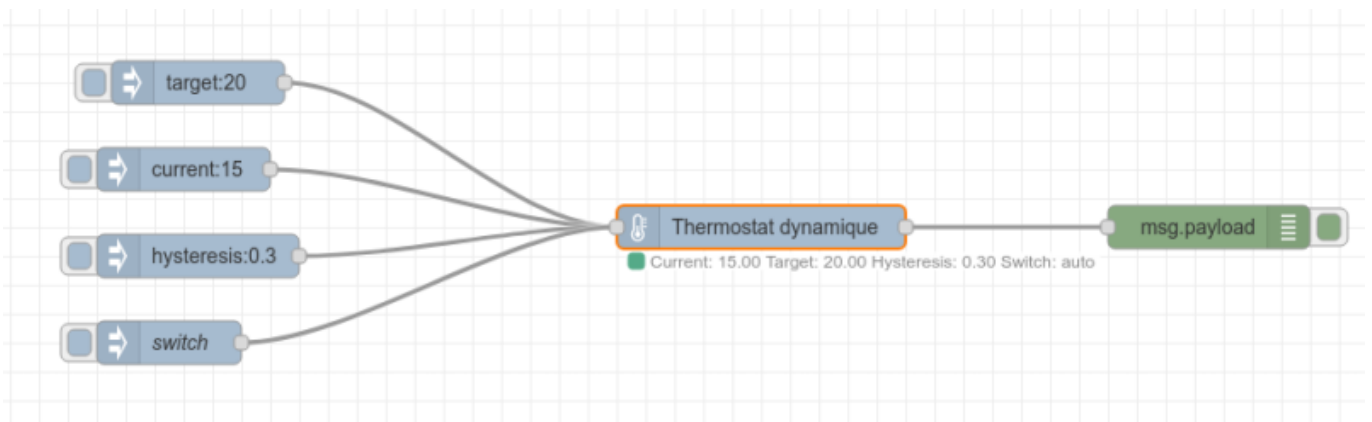 target:20
current:15
hysteresis:0.3
switch
Thermostat dynamique
Current: 15.00 Target: 20.00 Hysteresis: 0.30 Switch: auto
msg.payload